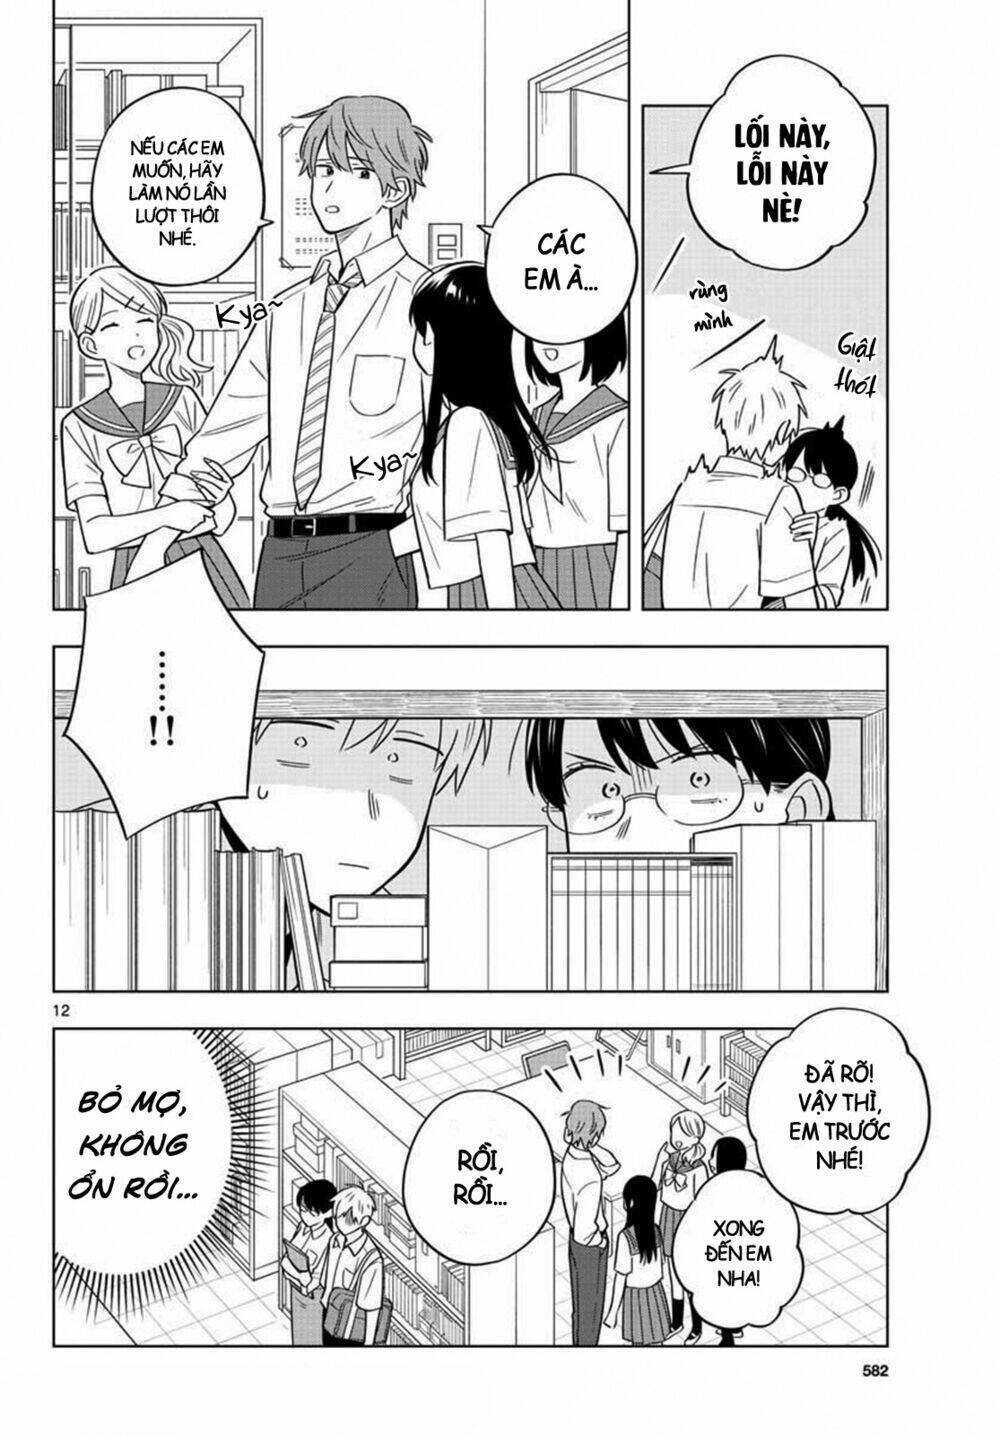 LỐI NÀY,
LỖI NÀY
NÈ!
rùng
mình
Giật
thót
CÁC
EM À...
NẾU CÁC EM
MUỐN, HÃY
LÀM NÓ LẦN
LƯỢT THÔI
NHÉ.
Kya~
Kya~
......!!
12
ĐÃ RÕ!
VẬY THÌ,
EM TRƯỚC
NHÉ!
XONG
ĐẾN EM
NHA!
RỒI,
RỒI...
BỎ MỢ,
KHÔNG
ỔN RỒI...
582